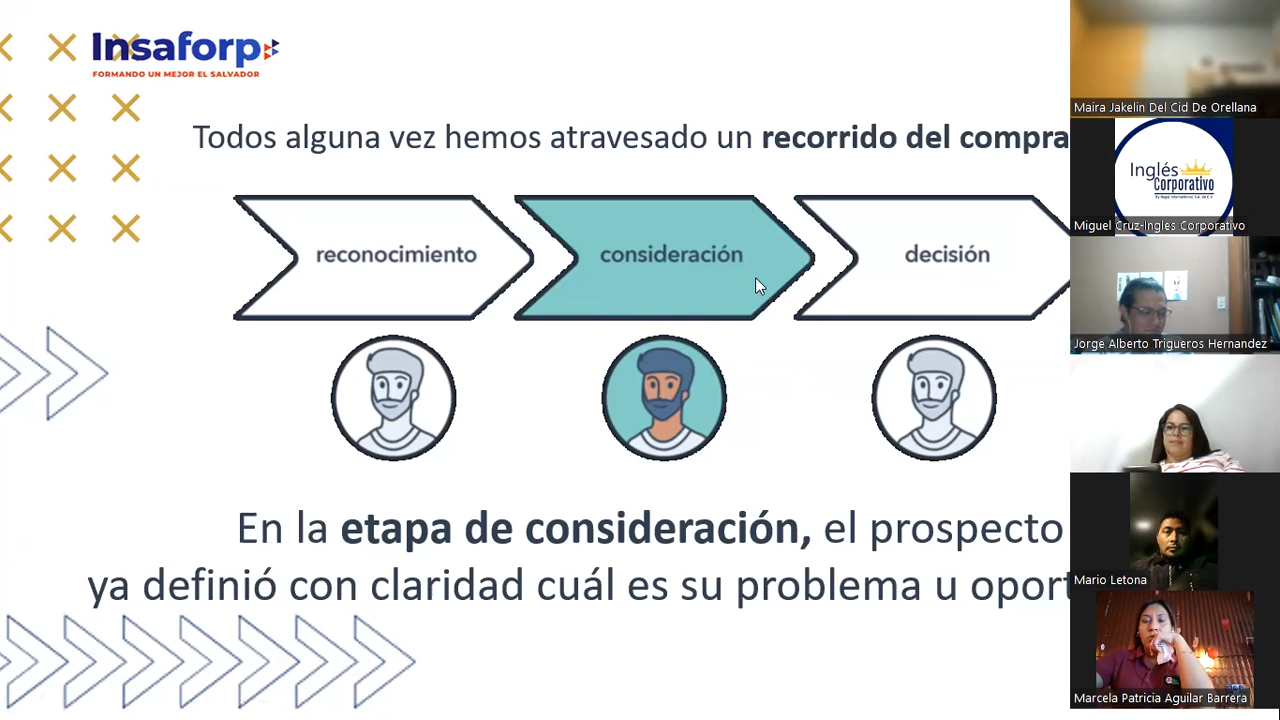 Insaforp
FORMANDO UN MEJOR EL SALVADOR
Todos alguna vez hemos atravesado un recorrido del compra
reconocimiento
consideración
decisión
En la etapa de consideración, el prospecto
ya definió con claridad cuál es su problema u oport
Maira Jakelin Del Cid De Orellana
Inglés
Corporativo
Miguel Cruz-Ingles Corporativo
Jorge Alberto Trigueros Hernandez
Mario Letona
Marcela Patricia Aguilar Barrera